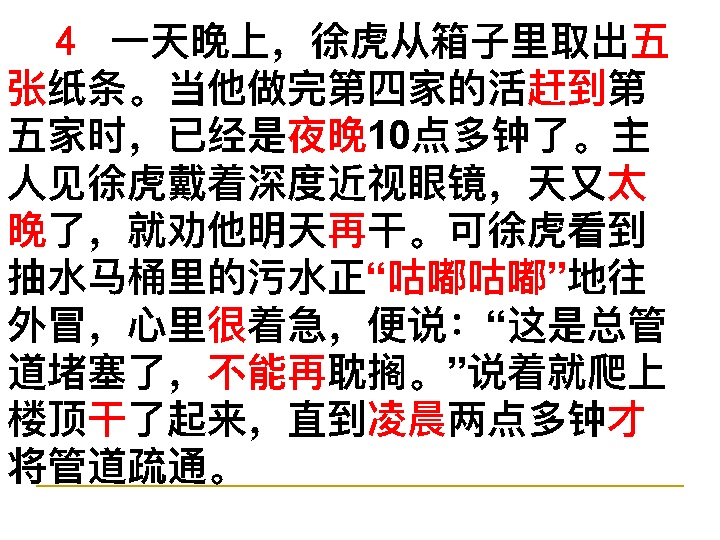 4 一天晚上，徐虎从箱子里取出五
张纸条。当他做完第四家的活赶到第
五家时，已经是夜晚10点多钟了。主
人见徐虎戴着深度近视眼镜，天又太
晚了，就劝他明天再干。可徐虎看到
抽水马桶里的污水正“咕嘟咕嘟”地往
外冒，心里很着急，便说：“这是总管
道堵塞了，不能再耽搁。”说着就爬上
楼顶干了起来，直到凌晨两点多钟才
将管道疏通。